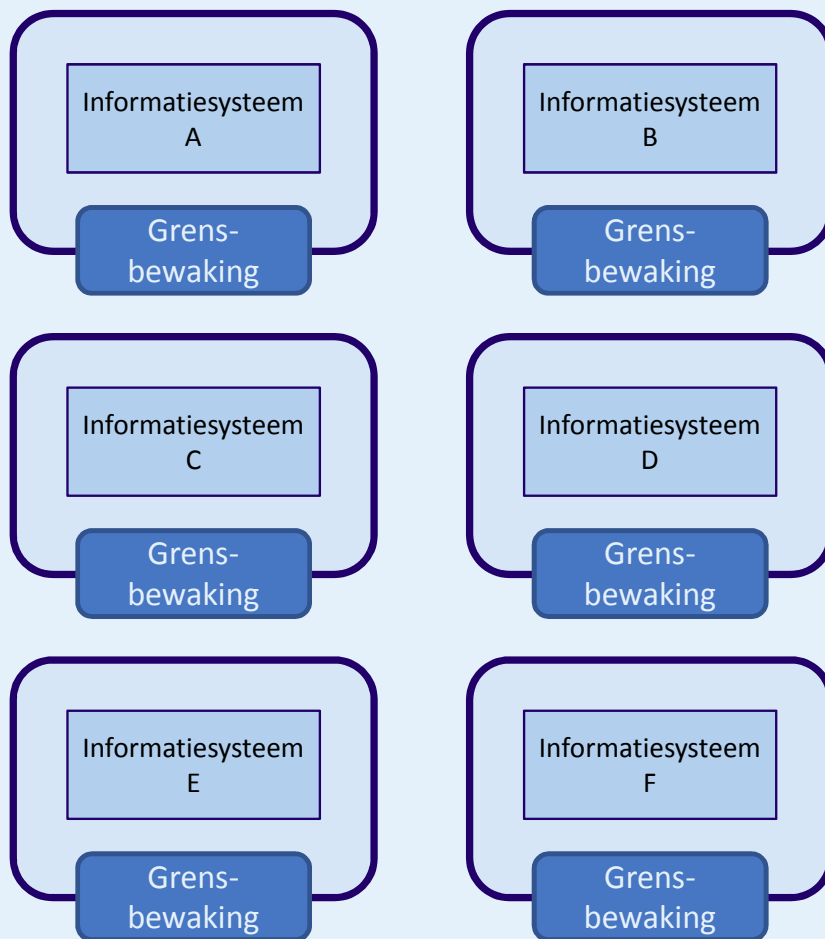 Informatiesysteem
A
Grens-
bewaking
Informatiesysteem
B
Grens-
bewaking
Informatiesysteem
C
Grens-
bewaking
Informatiesysteem
D
Grens-
bewaking
Informatiesysteem
E
Grens-
bewaking
Informatiesysteem
F
Grens-
bewaking